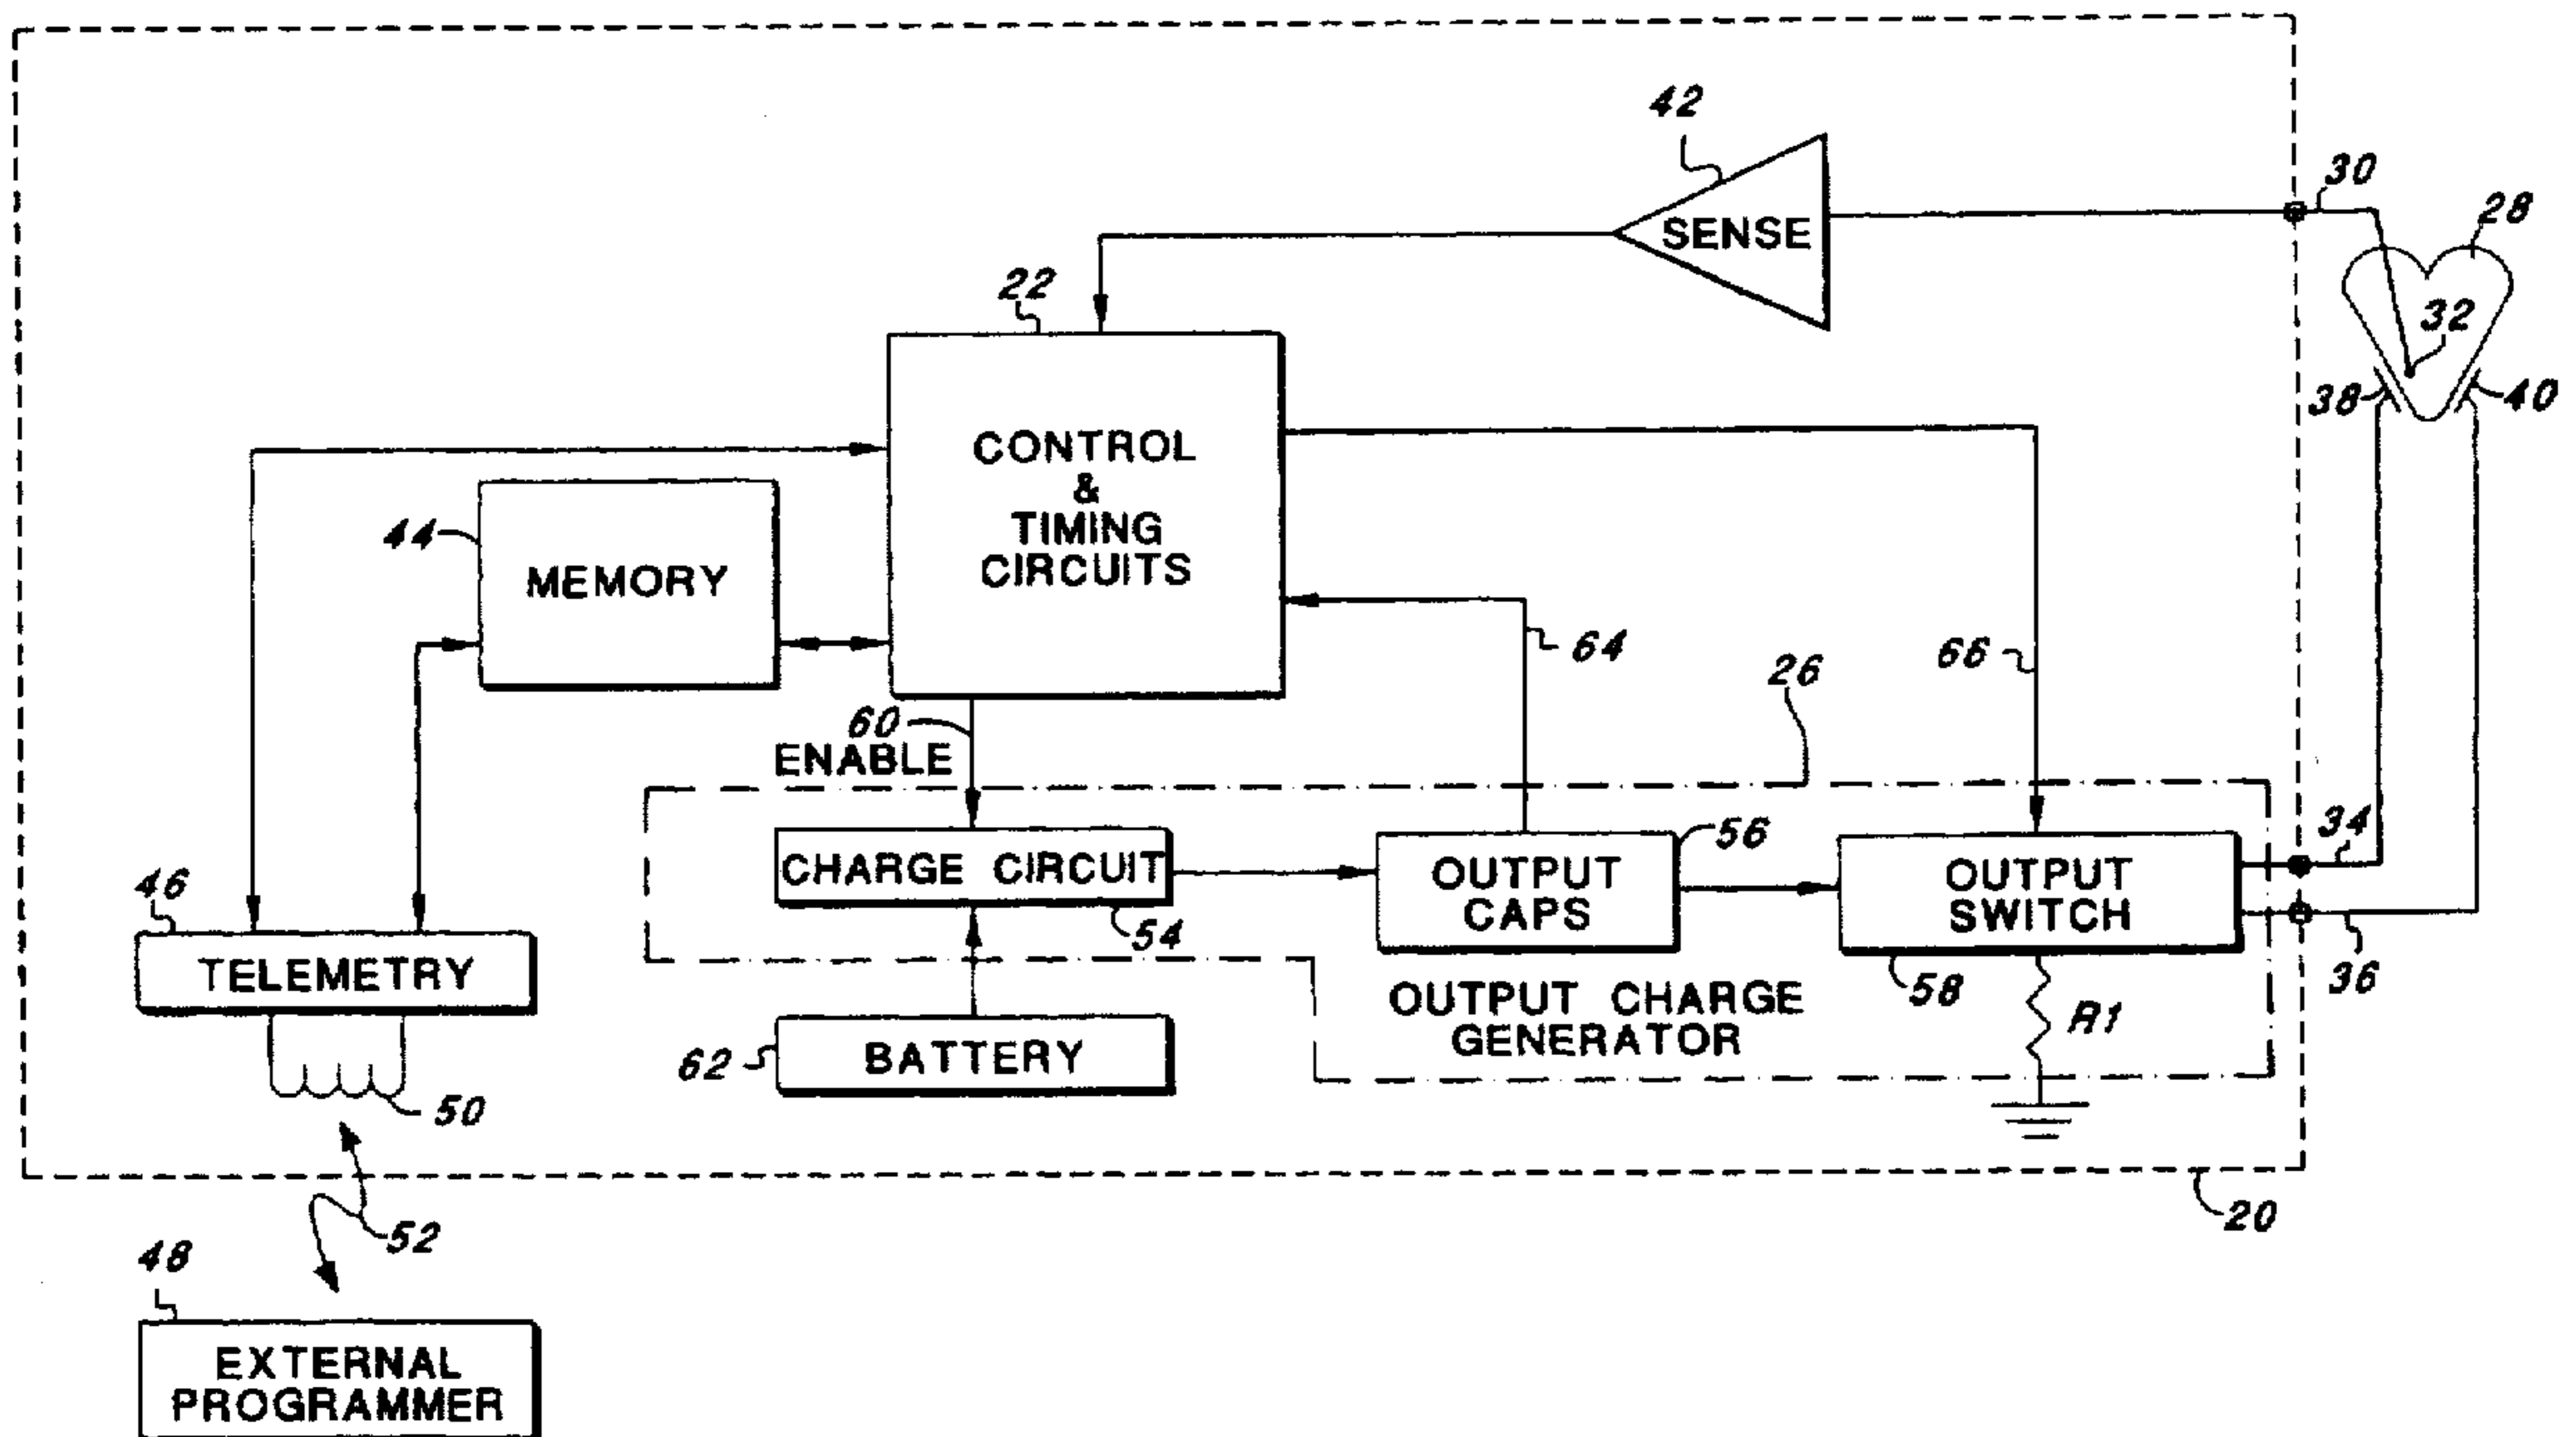 42
30
28
SENSE
22
32
38
40
CONTROL
&
TIMING
CIRCUITS
44
MEMORY
64
66
26
60
ENABLE
34
56
46
CHARGE CIRCUIT
OUTPUT
CAPS
OUTPUT
SWITCH
54
TELEMETRY
58
36
OUTPUT CHARGE
GENERATOR
R1
62
BATTERY
50
20
52
48
EXTERNAL
PROGRAMMER